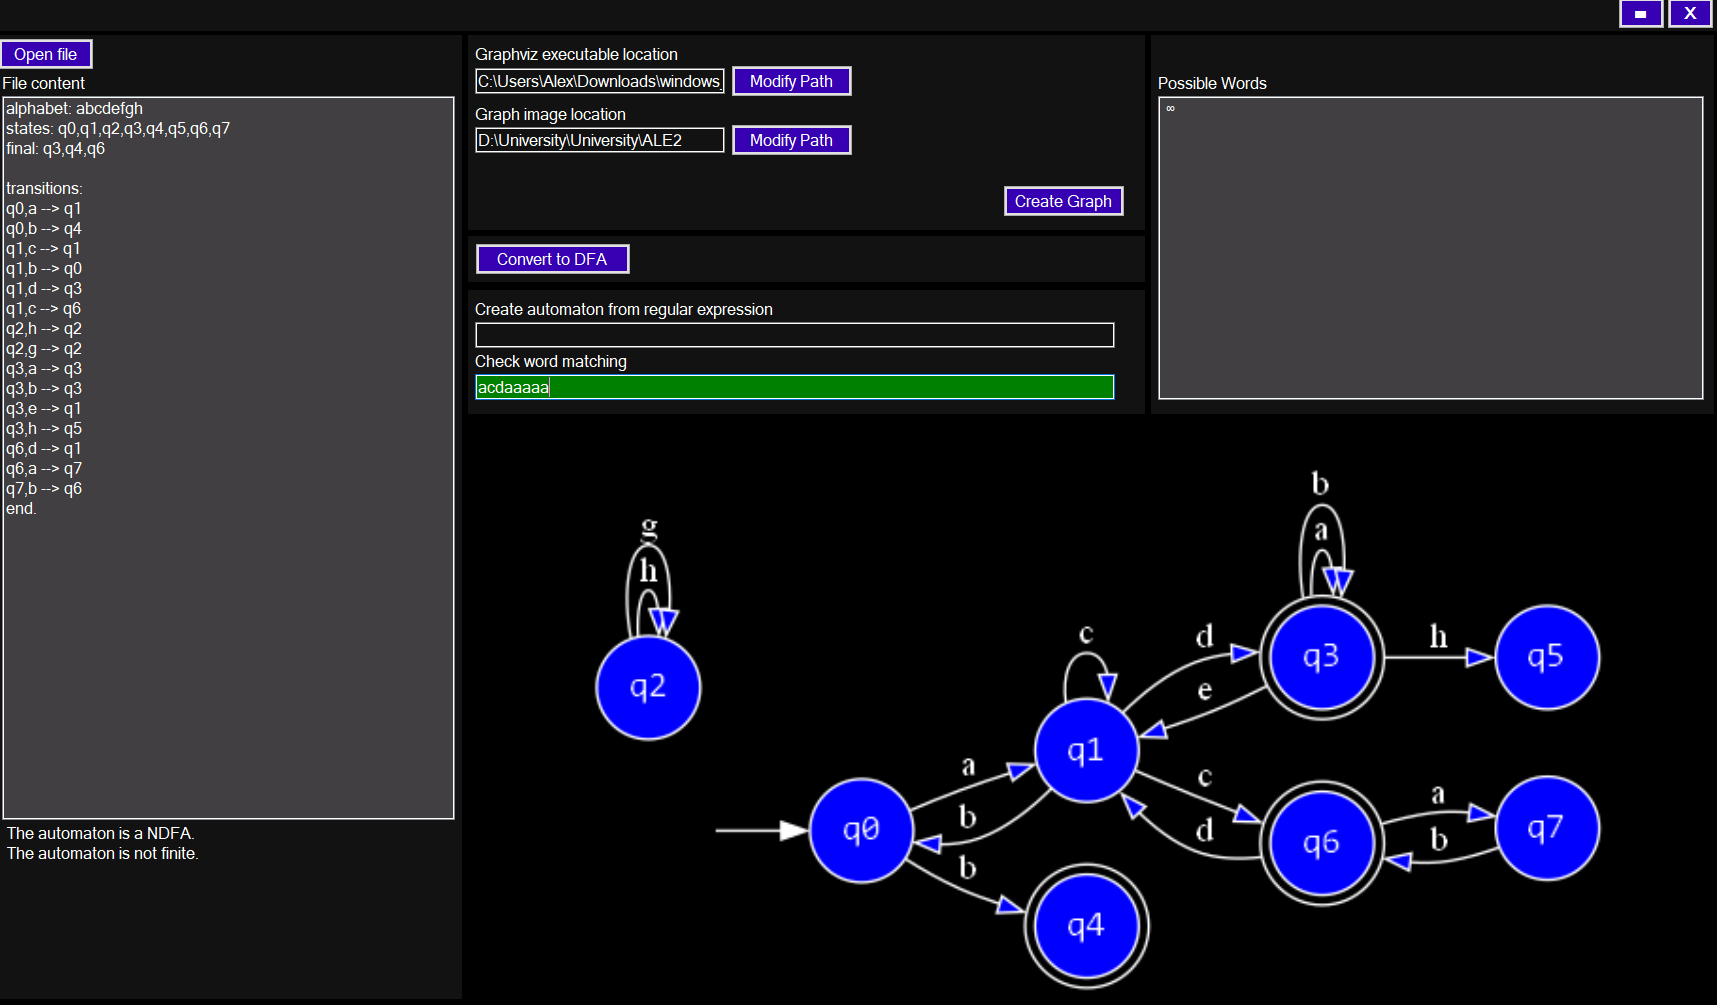 X
Open file
File content
alphabet: abcdefgh
states: q0,q1,q2,q3,q4,q5,q6,q7
final: q3,q4,q6
transitions:
q0,a --> q1
q0,b --> q4
q1,c --> q1
q1,b --> q0
q1,d --> q3
q1,c --> q6
q2,h --> q2
q2,g --> q2
q3,a --> q3
q3,b --> q3
q3,e --> q1
q3,h --> q5
q6,d --> q1
q6,a --> q7
q7,b --> q6
end.
The automaton is a NDFA.
The automaton is not finite.
Graphviz executable location
C:\Users\Alex\Downloads\windows_
Modify Path
Graph image location
D:\University\University\ALE2
Modify Path
Create Graph
Convert to DFA
Create automaton from regular expression
Check word matching
acdaaaaa
Possible Words
∞
g
h
q2
b
a
q3
h
q5
c
d
e
q1
a
b
q0
b
q4
c
d
q6
a
b
q7